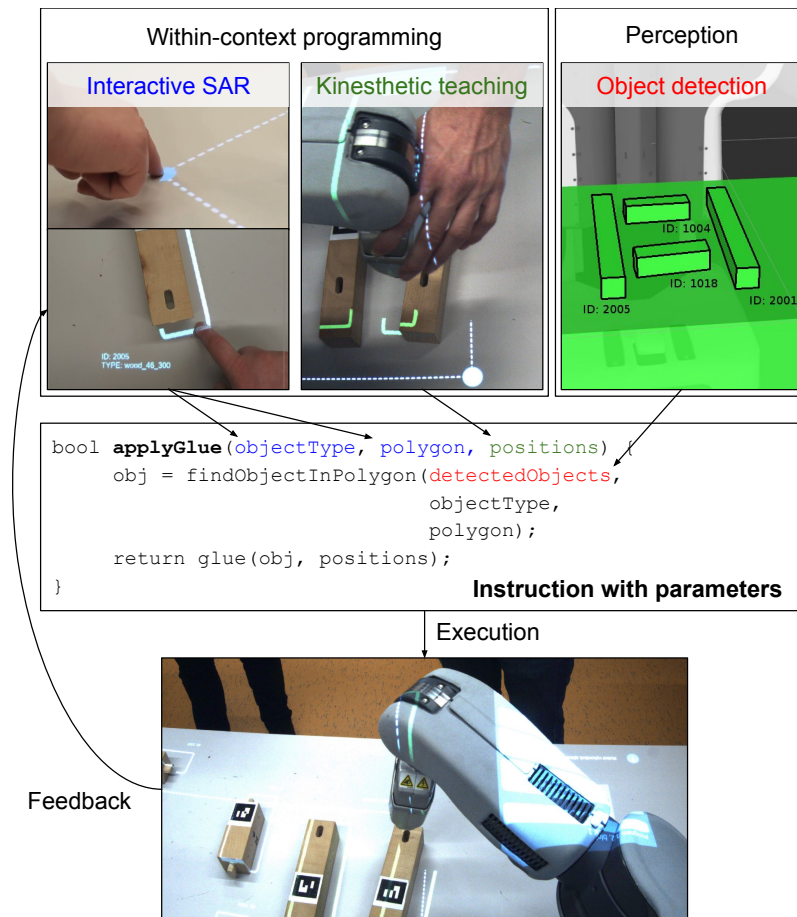 Within-context programming
Perception
Interactive SAR
Kinesthetic teaching
Object detection
ID: 1004
ID: 1018
ID: 2001
ID: 2005
ID: 2005
TYPE: wood_46_300
bool applyGlue(objectType, polygon, positions) {
obj = findObjectInPolygon(detectedObjects,
objectType,
polygon);
return glue(obj, positions);
}
Instruction with parameters
Execution
Feedback